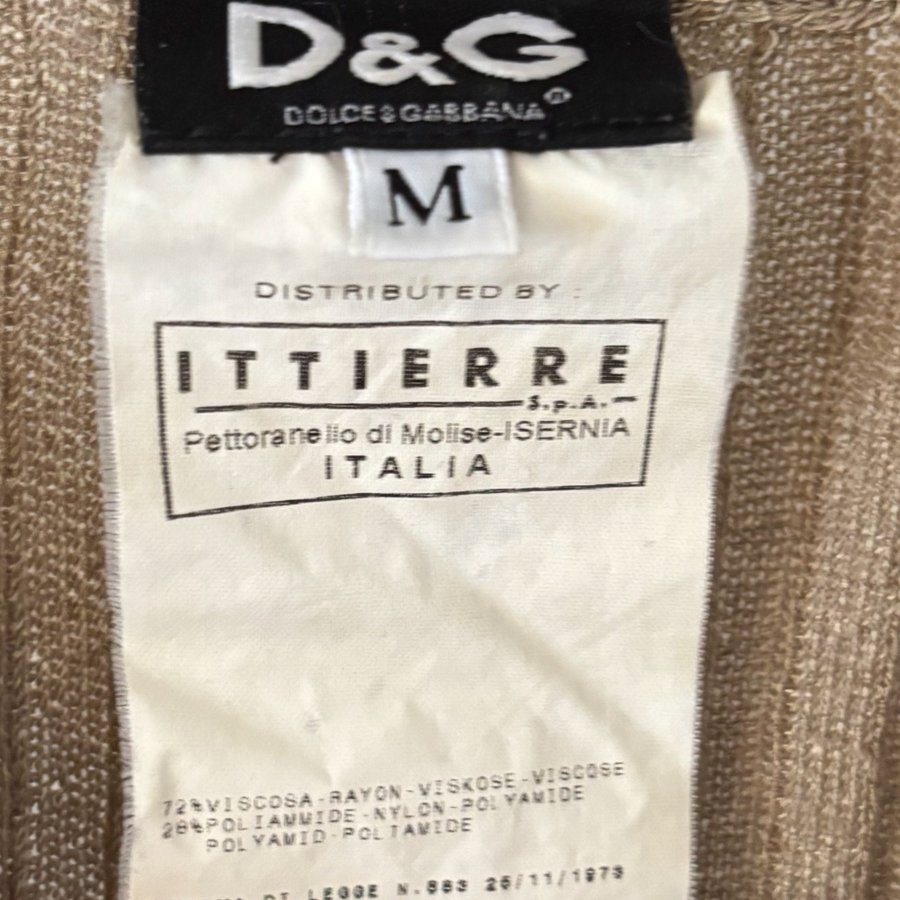 D&G
DOLCE&GABBANA
M
DISTRIBUTED BY :
ITTIERRE
S.p.A.
Pettoranello di Molise-ISERNIA
ITALIA
72%VISCOSA-RAYON-VISKOSE-VISCOSE
28%POLIAMMIDE-NYLON-POLYAMIDE
POLYAMID-POLIAMIDE
DI LEGGE N.883 26/11/1973